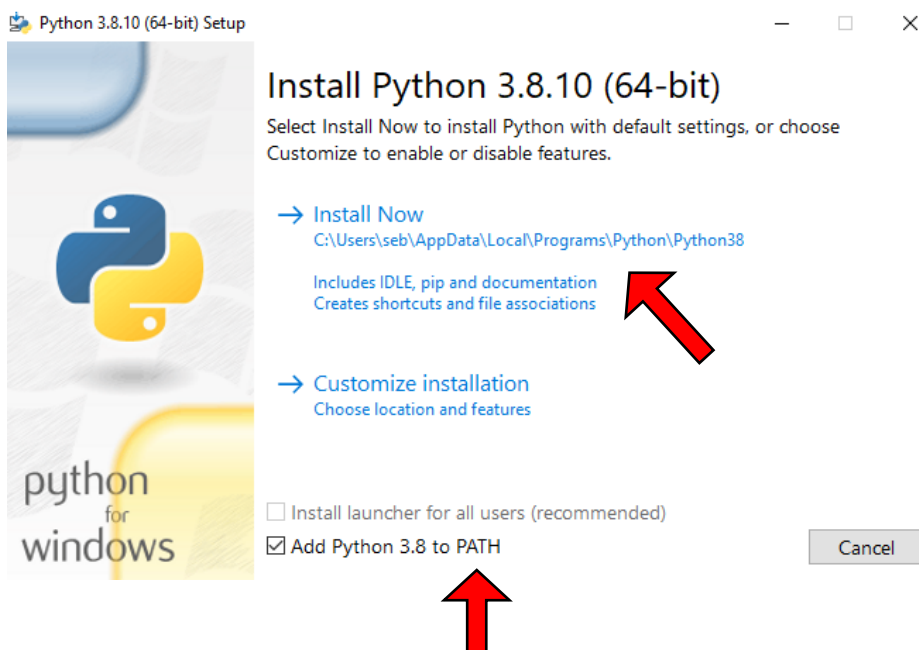 Python 3.8.10 (64-bit) Setup
Install Python 3.8.10 (64-bit)
Select Install Now to install Python with default settings, or choose
Customize to enable or disable features.
Install Now
C:\Users\seb\AppData\Local\Programs\Python\Python38
Includes IDLE, pip and documentation
Creates shortcuts and file associations
Customize installation
Choose location and features
python
for
windows
Install launcher for all users (recommended)
Add Python 3.8 to PATH
Cancel